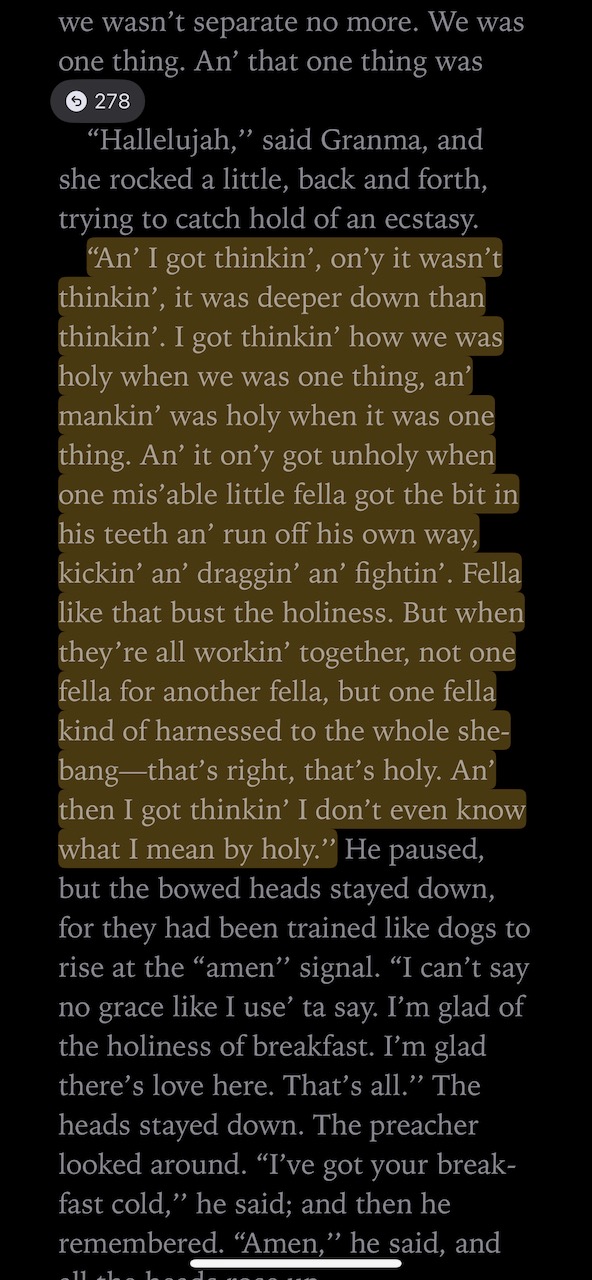 we wasn’t separate no more. We was
one thing. An’ that one thing was
278
“Hallelujah,’’ said Granma, and
she rocked a little, back and forth,
trying to catch hold of an ecstasy.
“An’ I got thinkin’, on’y it wasn’t
thinkin’, it was deeper down than
thinkin’. I got thinkin’ how we was
holy when we was one thing, an’
mankin’ was holy when it was one
thing. An’ it on’y got unholy when
one mis’able little fella got the bit in
his teeth an’ run off his own way,
kickin’ an’ draggin’ an’ fightin’. Fella
like that bust the holiness. But when
they’re all workin’ together, not one
fella for another fella, but one fella
kind of harnessed to the whole she-
bang—that’s right, that’s holy. An’
then I got thinkin’ I don’t even know
what I mean by holy.’’ He paused,
but the bowed heads stayed down,
for they had been trained like dogs to
rise at the “amen’’ signal. “I can’t say
no grace like I use’ ta say. I’m glad of
the holiness of breakfast. I’m glad
there’s love here. That’s all.’’ The
heads stayed down. The preacher
looked around. “I’ve got your break-
fast cold,’’ he said; and then he
remembered. “Amen,’’ he said, and
all the heads rose up.